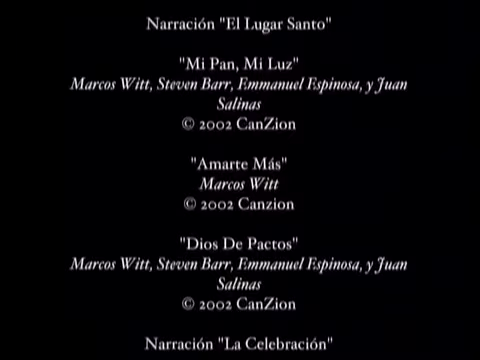 Narración "El Lugar Santo"
"Mi Pan, Mi Luz"
Marcos Witt, Steven Barr, Emmanuel Espinosa, y Juan
Salinas
© 2002 CanZion
"Amarte Más"
Marcos Witt
© 2002 Canzion
"Dios De Pactos"
Marcos Witt, Steven Barr, Emmanuel Espinosa, y Juan
Salinas
© 2002 CanZion
Narración "La Celebración"